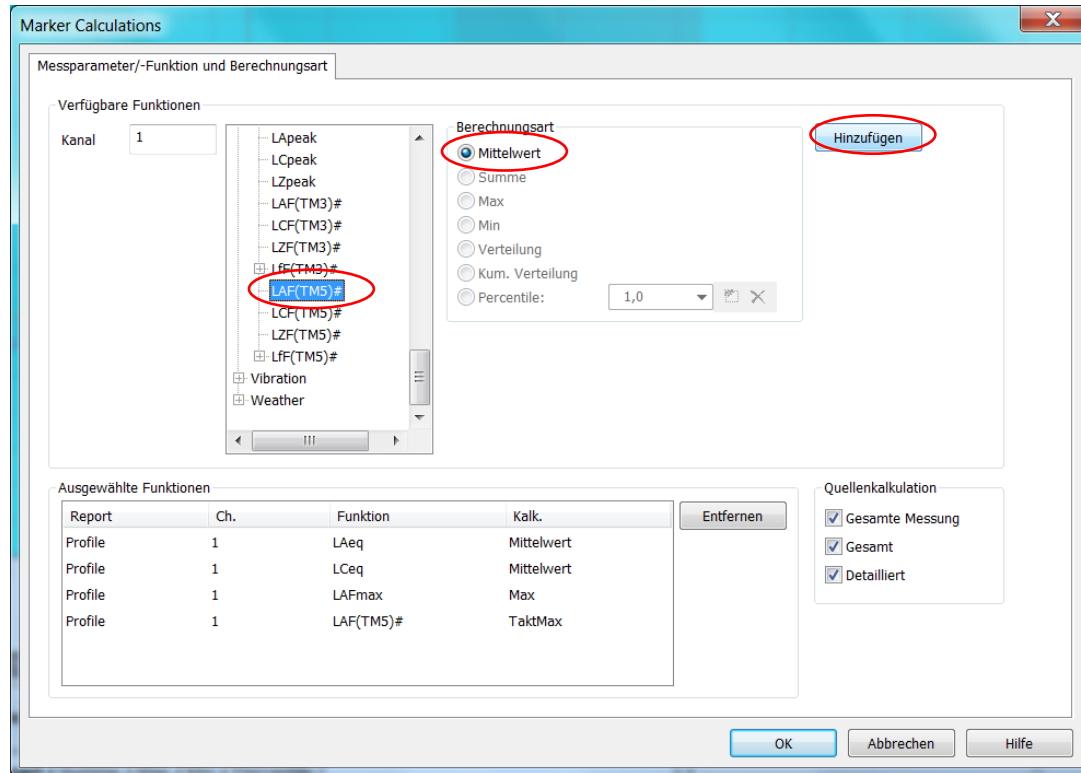 Marker Calculations
Messparameter/-Funktion und Berechnungsart
Verfügbare Funktionen
Kanal
1
LApeak
LCpeak
LZpeak
LAF(TM3)#
LCF(TM3)#
LZF(TM3)#
LfF(TM3)#
LAF(TM5)#
LCF(TM5)#
LZF(TM5)#
LfF(TM5)#
Vibration
Weather
Berechnungsart
Mittelwert
Summe
Max
Min
Verteilung
Kum. Verteilung
Percentile: 1,0
Hinzufügen
Ausgewählte Funktionen
Report Ch. Funktion Kalk.
Profile 1 LAeq Mittelwert
Profile 1 LCeq Mittelwert
Profile 1 LAFmax Max
Profile 1 LAF(TM5)# TaktMax
Entfernen
Quellenkalkulation
Gesamte Messung
Gesamt
Detailliert
OK Abbrechen Hilfe